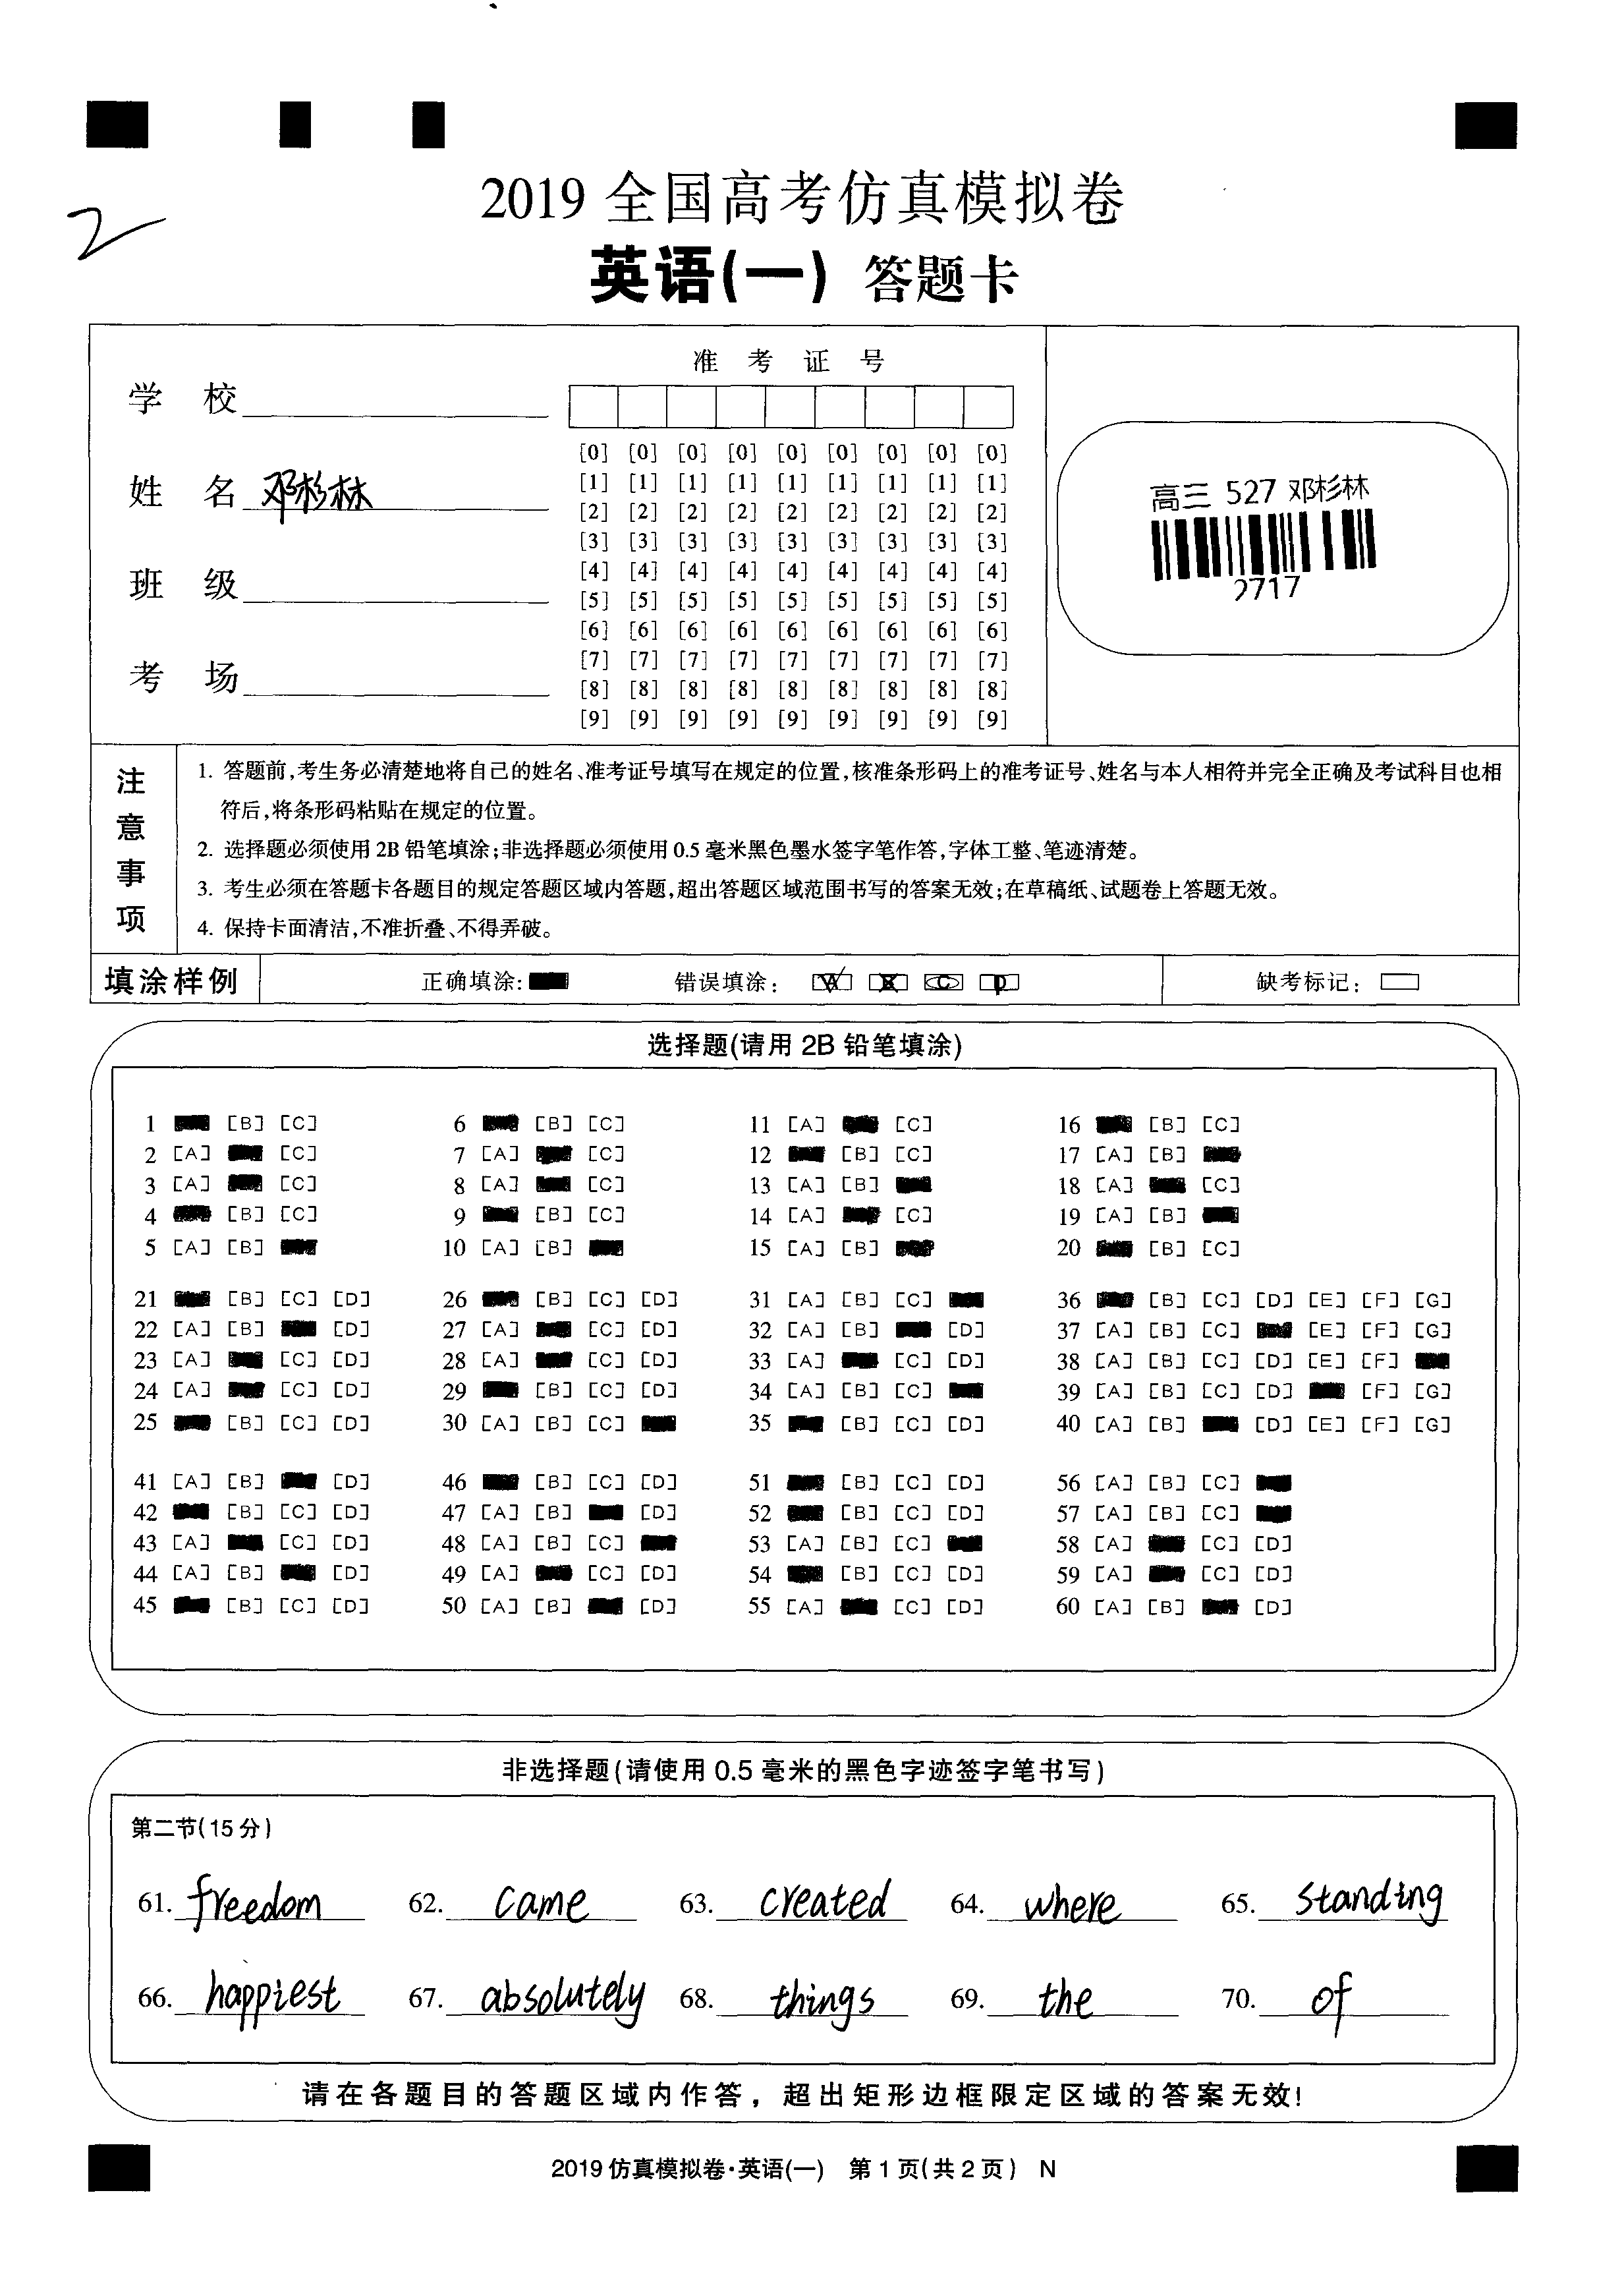 2
2019 全国高考仿真模拟卷
英语(一) 答题卡
准 考 证 号
学 校
姓 名 邓杉林
班 级
考 场
[0] [0] [0] [0] [0] [0] [0] [0] [0]
[1] [1] [1] [1] [1] [1] [1] [1] [1]
[2] [2] [2] [2] [2] [2] [2] [2] [2]
[3] [3] [3] [3] [3] [3] [3] [3] [3]
[4] [4] [4] [4] [4] [4] [4] [4] [4]
[5] [5] [5] [5] [5] [5] [5] [5] [5]
[6] [6] [6] [6] [6] [6] [6] [6] [6]
[7] [7] [7] [7] [7] [7] [7] [7] [7]
[8] [8] [8] [8] [8] [8] [8] [8] [8]
[9] [9] [9] [9] [9] [9] [9] [9] [9]
高三 527 邓杉林
2717
注意事项
1. 答题前,考生务必清楚地将自己的姓名、准考证号填写在规定的位置,核准条形码上的准考证号、姓名与本人相符并完全正确及考试科目也相
符后,将条形码粘贴在规定的位置。
2. 选择题必须使用 2B 铅笔填涂;非选择题必须使用 0.5 毫米黑色墨水签字笔作答,字体工整、笔迹清楚。
3. 考生必须在答题卡各题目的规定答题区域内答题,超出答题区域范围书写的答案无效;在草稿纸、试题卷上答题无效。
4. 保持卡面清洁,不准折叠、不得弄破。
填涂样例 正确填涂: 错误填涂: A B C D 缺考标记:
选择题(请用 2B 铅笔填涂)
1 [B] [C] 6 [B] [C] 11 [A] [C] 16 [B] [C]
2 [A] [C] 7 [A] [C] 12 [B] [C] 17 [A] [B]
3 [A] [C] 8 [A] [C] 13 [A] [B] 18 [A] [C]
4 [B] [C] 9 [B] [C] 14 [A] [C] 19 [A] [B]
5 [A] [B] 10 [A] [B] 15 [A] [B] 20 [B] [C]
21 [B] [C] [D] 26 [B] [C] [D] 31 [A] [B] [C] 36 [B] [C] [D] [E] [F] [G]
22 [A] [B] [D] 27 [A] [C] [D] 32 [A] [B] [D] 37 [A] [B] [C] [E] [F] [G]
23 [A] [C] [D] 28 [A] [C] [D] 33 [A] [C] [D] 38 [A] [B] [C] [D] [E] [F]
24 [A] [C] [D] 29 [B] [C] [D] 34 [A] [B] [C] 39 [A] [B] [C] [D] [F] [G]
25 [B] [C] [D] 30 [A] [B] [C] 35 [B] [C] [D] 40 [A] [B] [D] [E] [F] [G]
41 [A] [B] [D] 46 [B] [C] [D] 51 [B] [C] [D] 56 [A] [B] [C]
42 [B] [C] [D] 47 [A] [B] [D] 52 [B] [C] [D] 57 [A] [B] [C]
43 [A] [C] [D] 48 [A] [B] [C] 53 [A] [B] [C] 58 [A] [C] [D]
44 [A] [B] [D] 49 [A] [C] [D] 54 [B] [C] [D] 59 [A] [C] [D]
45 [B] [C] [D] 50 [A] [B] [D] 55 [A] [C] [D] 60 [A] [B] [D]
非选择题(请使用 0.5 毫米的黑色字迹签字笔书写)
第二节(15 分)
61. freedom 62. came 63. created 64. where 65. standing
66. happiest 67. absolutely 68. things 69. the 70. of
请在各题目的答题区域内作答，超出矩形边框限定区域的答案无效!
2019 仿真模拟卷·英语(一) 第 1 页(共 2 页) N